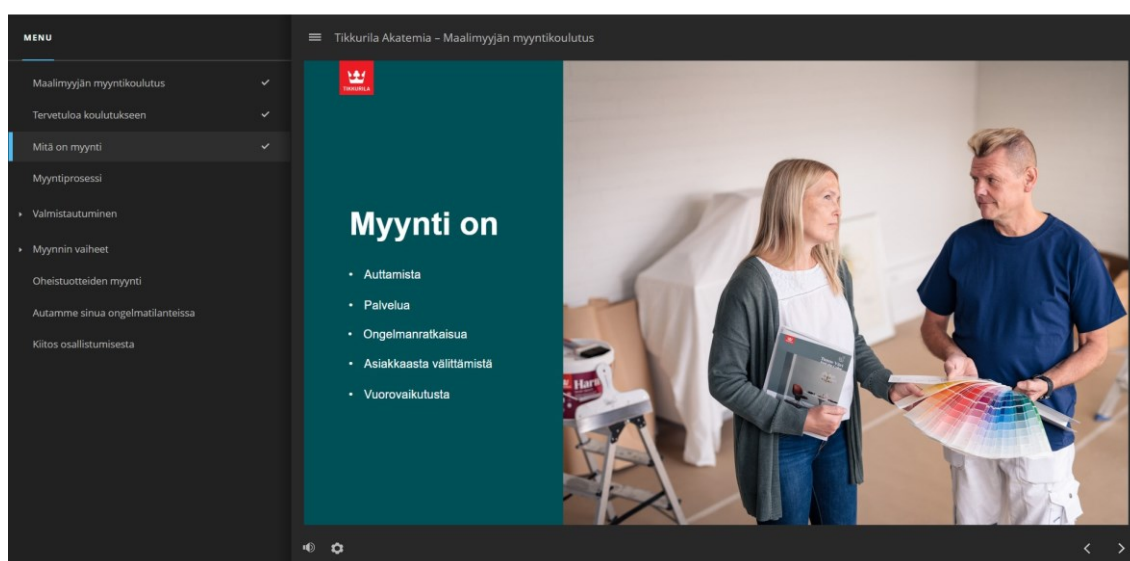 MENU
Maalimyyjän myyntikoulutus
Tervetuloa koulutukseen
Mitä on myynti
Myyntiprosessi
Valmistautuminen
Myynnin vaiheet
Oheistuotteiden myynti
Autamme sinua ongelmatilanteissa
Kiitos osallistumisesta
Tikkurila Akatemia – Maalimyyjän myyntikoulutus
TIKKURILA
Myynti on
• Auttamista
• Palvelua
• Ongelmanratkaisua
• Asiakkaasta välittämistä
• Vuorovaikutusta